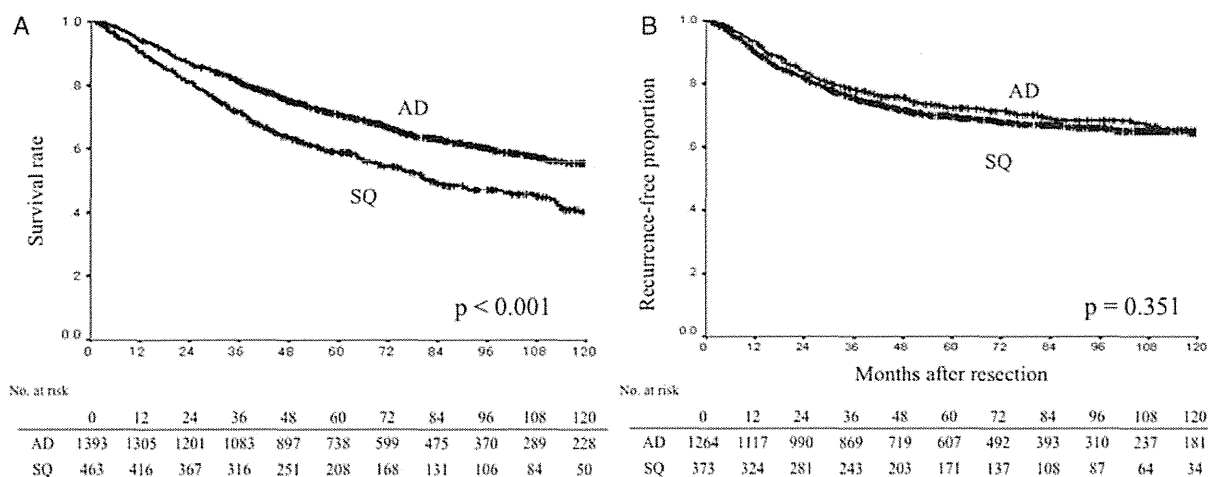 A
1.0
.8
.6
.4
.2
0.0
Survival rate
AD
SQ
p < 0.001
0 12 24 36 48 60 72 84 96 108 120
No. at risk
0 12 24 36 48 60 72 84 96 108 120
AD 1393 1305 1201 1083 897 738 599 475 370 289 228
SQ 463 416 367 316 251 208 168 131 106 84 50
B
1.0
.8
.6
.4
.2
0.0
Recurrence-free proportion
AD
SQ
p = 0.351
0 12 24 36 48 60 72 84 96 108 120
Months after resection
No. at risk
0 12 24 36 48 60 72 84 96 108 120
AD 1264 1117 990 869 719 607 492 393 310 237 181
SQ 373 324 281 243 203 171 137 108 87 64 34